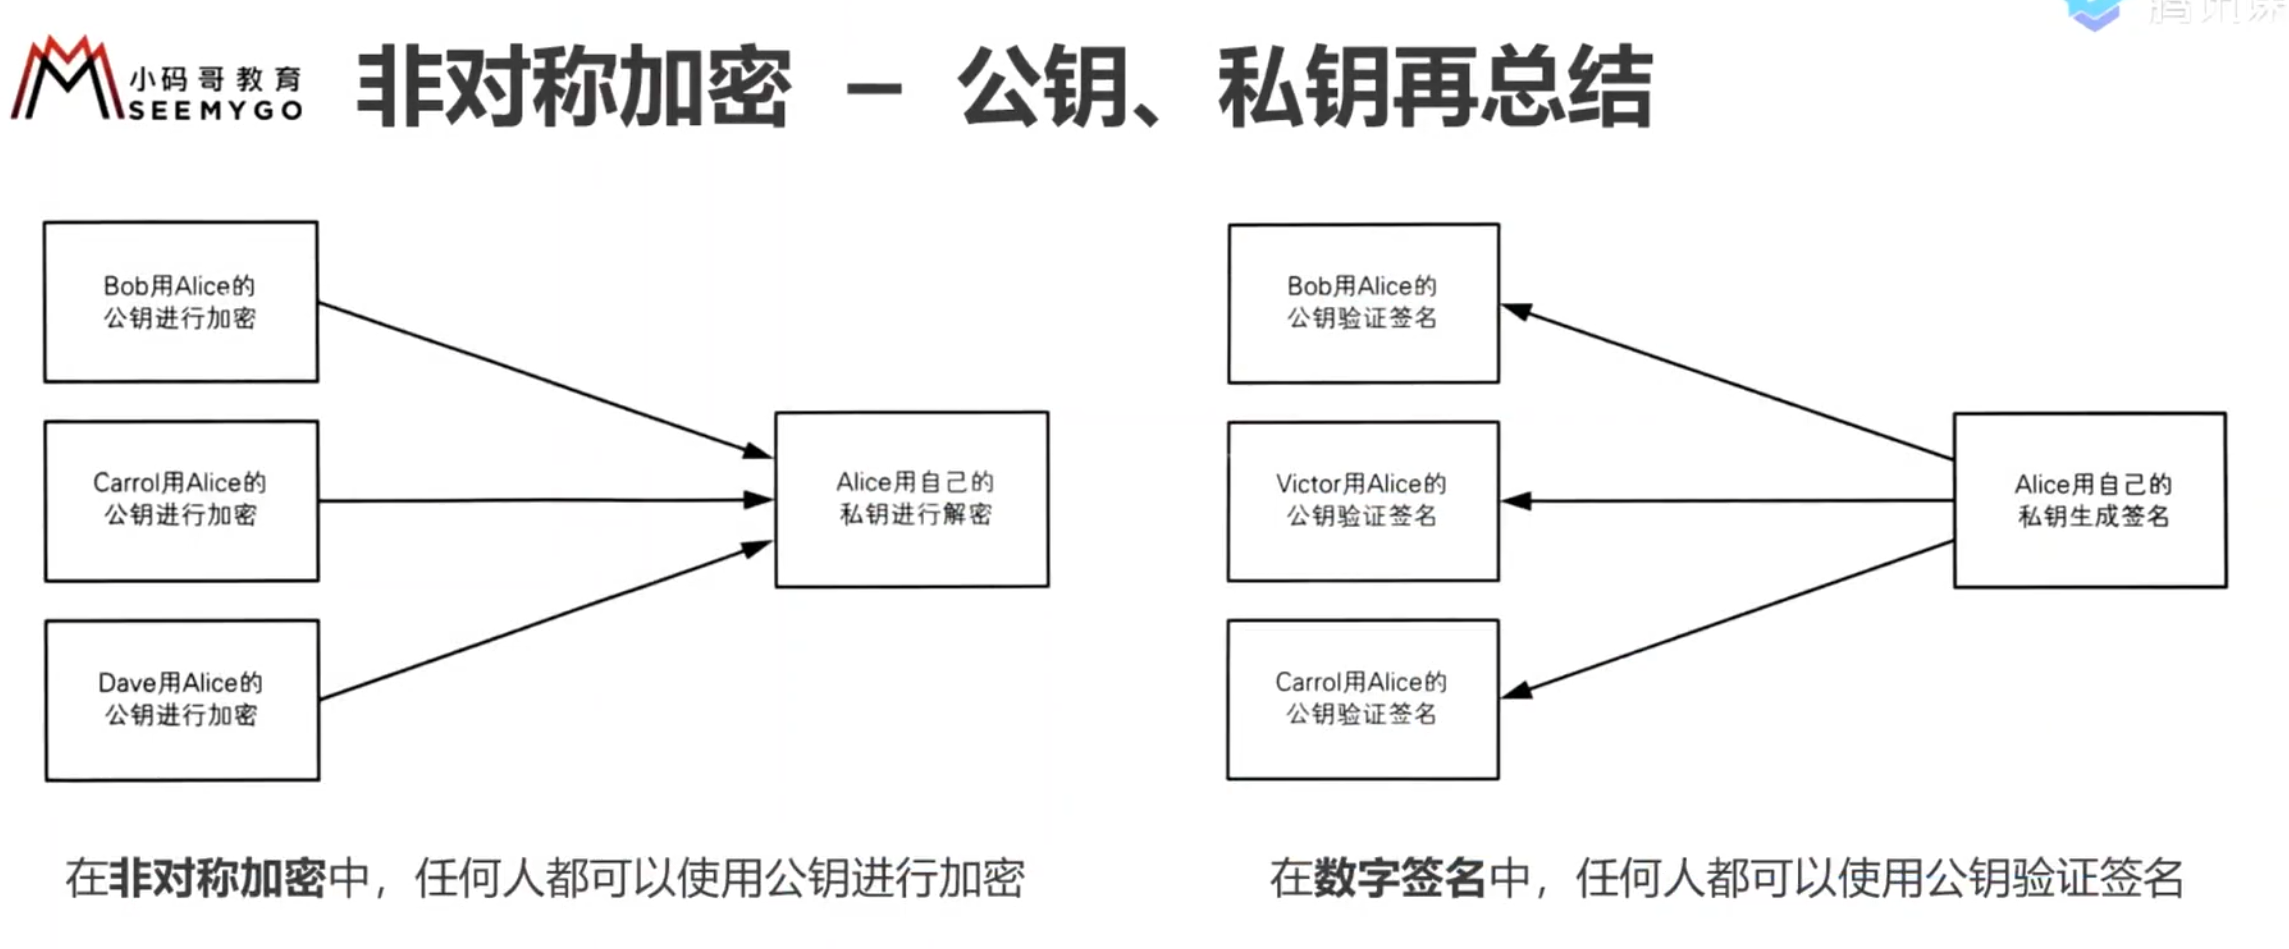 小码哥教育
SEEMYGO
非对称加密 - 公钥、私钥再总结
Bob用Alice的
公钥进行加密
Carrol用Alice的
公钥进行加密
Dave用Alice的
公钥进行加密
Alice用自己的
私钥进行解密
Bob用Alice的
公钥验证签名
Victor用Alice的
公钥验证签名
Carrol用Alice的
公钥验证签名
Alice用自己的
私钥生成签名
在非对称加密中，任何人都可以使用公钥进行加密
在数字签名中，任何人都可以使用公钥验证签名